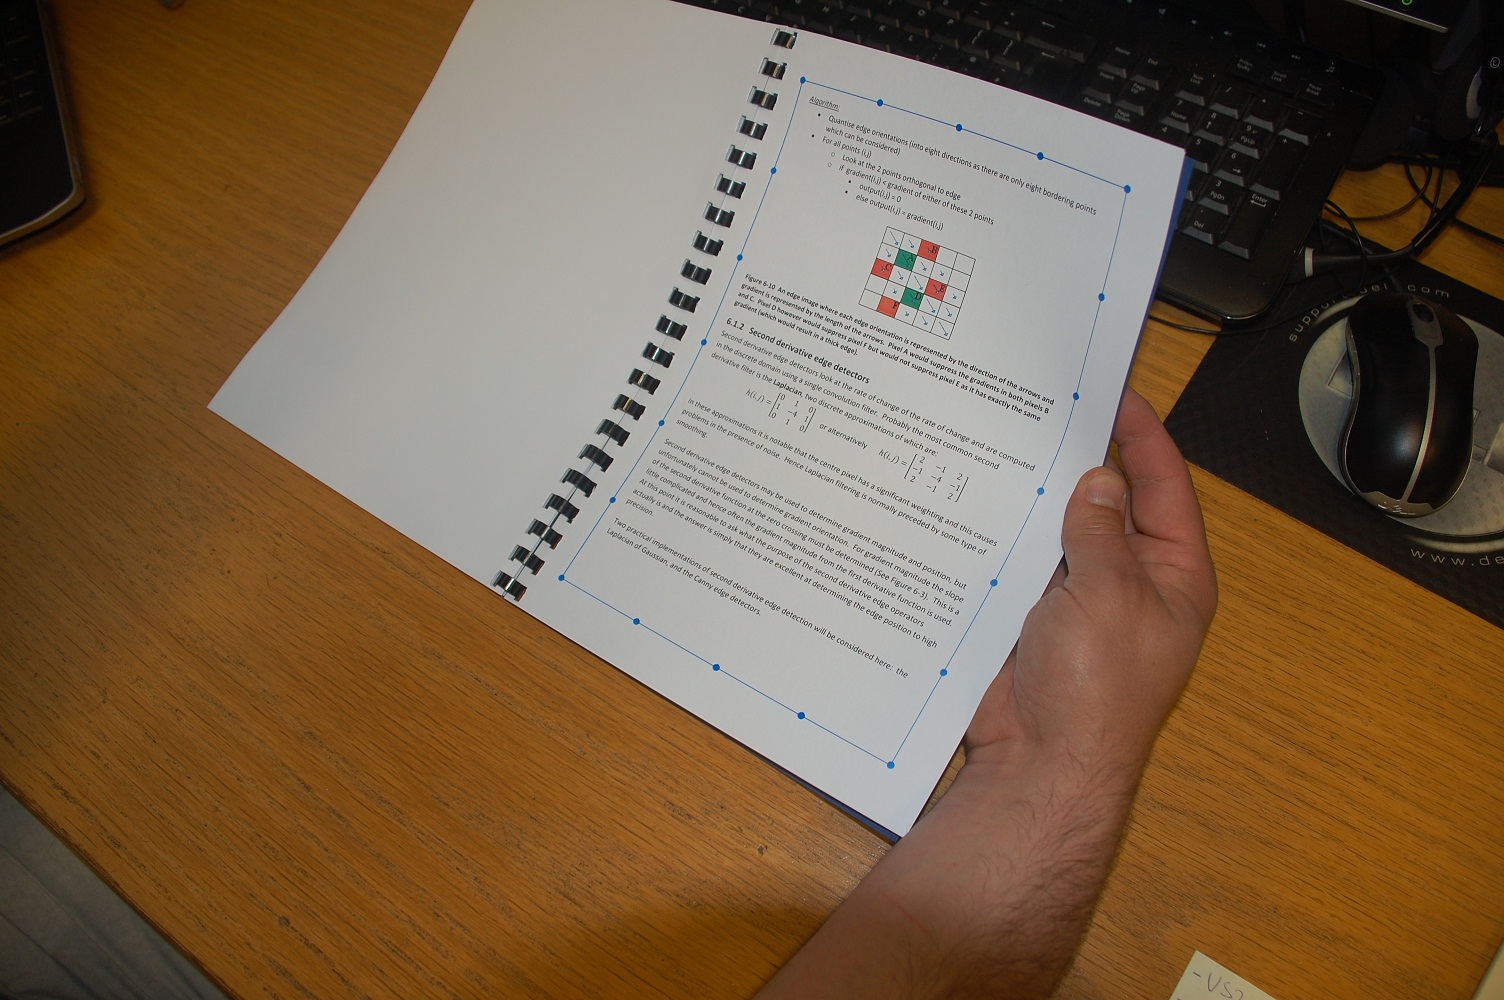 Algorithm.
• Quantise edge orientations (into eight directions as there are only eight bordering points
which can be considered)
• For all points (i,j)
o Look at the 2 points orthogonal to edge
o if gradient(i,j) < gradient of either of these 2 points
▪ output(i,j) = 0
▪ else output(i,j) = gradient(i,j)
B
A
C
E
D
F
Figure 6-10 An edge image where each edge orientation is represented by the direction of the arrows and
gradient is represented by the length of the arrows. Pixel A would suppress the gradients in both pixels B
and C. Pixel D however would suppress pixel F but would not suppress pixel E as it has exactly the same
gradient (which would result in a thick edge).
6.1.2 Second derivative edge detectors
Second derivative edge detectors look at the rate of change of the rate of change and are computed
in the discrete domain using a single convolution filter. Probably the most common second
derivative filter is the Laplacian, two discrete approximations of which are:
h(i,j) = [0 1 0
1 −4 1
0 1 0] or alternatively h(i,j) = [2 −1 2
−1 −4 −1
2 −1 2]
In these approximations it is notable that the centre pixel has a significant weighting and this causes
problems in the presence of noise. Hence Laplacian filtering is normally preceded by some type of
smoothing.
Second derivative edge detectors may be used to determine gradient magnitude and position, but
unfortunately cannot be used to determine gradient orientation. For gradient magnitude the slope
of the second derivative function at the zero crossing must be determined (See Figure 6-3). This is a
little complicated and hence often the gradient magnitude from the first derivative function is used.
At this point it is reasonable to ask what the purpose of the second derivative edge operators
actually is and the answer is simply that they are excellent at determining the edge position to high
precision.
Two practical implementations of second derivative edge detection will be considered here: the
Laplacian of Gaussian, and the Canny edge detectors.
www.de